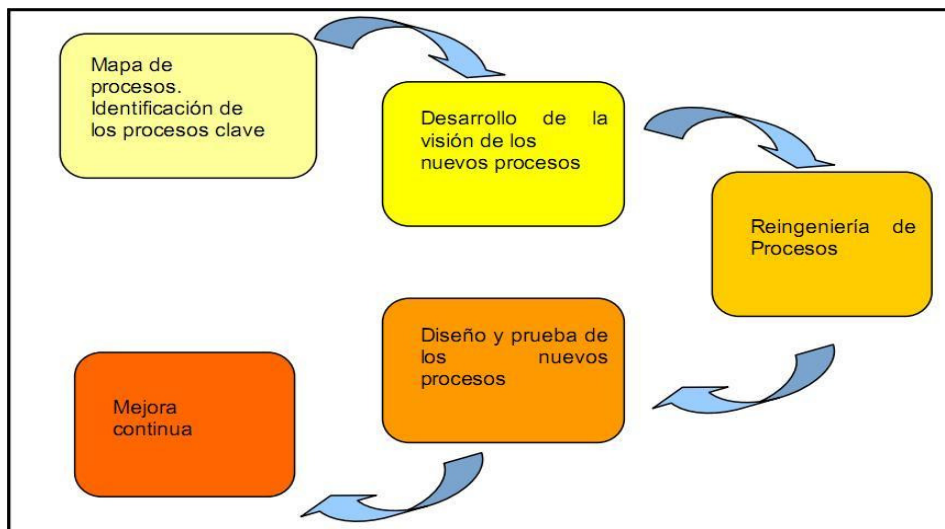 Mapa de
procesos.
Identificación de
los procesos clave
Desarrollo de la
visión de los
nuevos procesos
Reingeniería de
Procesos
Diseño y prueba de
los nuevos
procesos
Mejora
continua